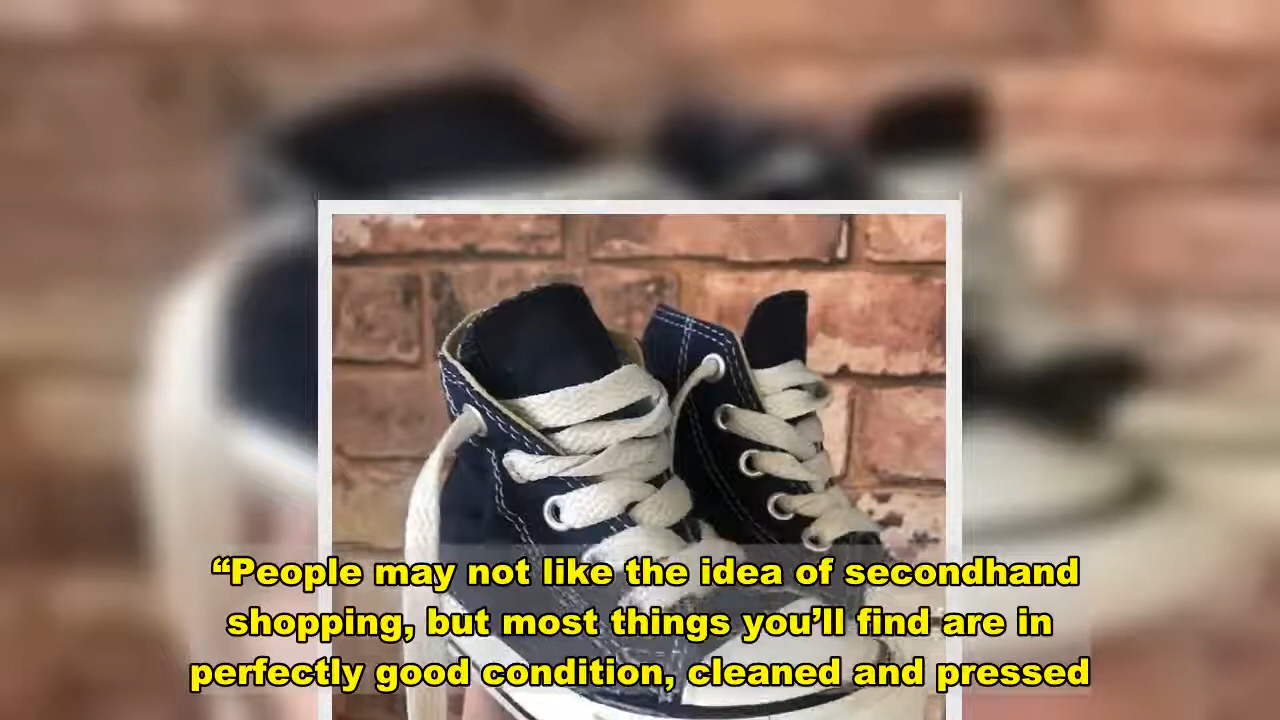 “People may not like the idea of secondhand
shopping, but most things you’ll find are in
perfectly good condition, cleaned and pressed